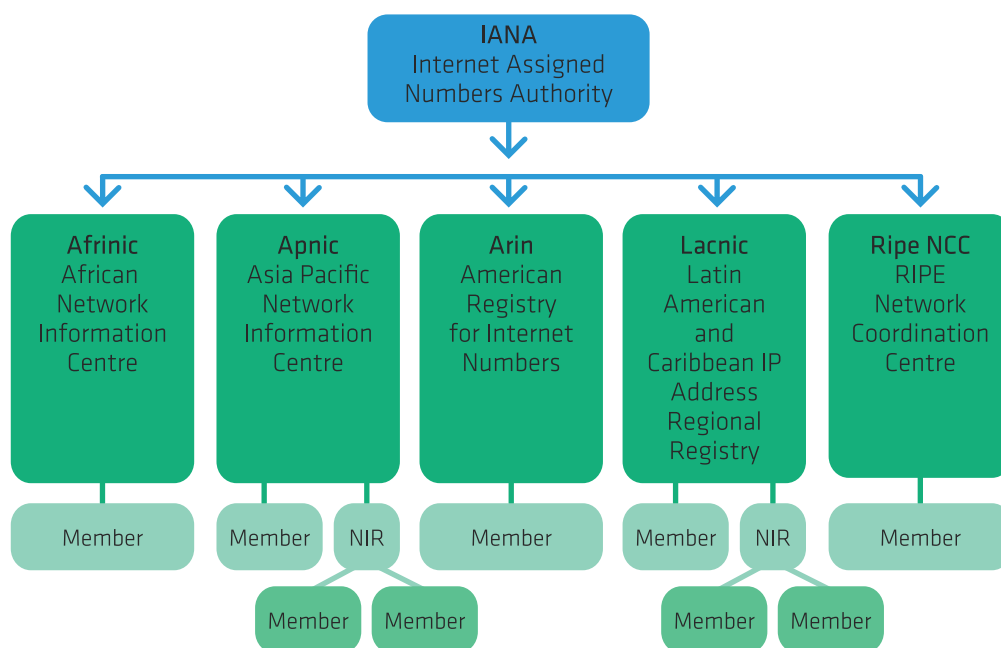 IANA
Internet Assigned
Numbers Authority
Afrinic
African
Network
Information
Centre
Apnic
Asia Pacific
Network
Information
Centre
Arin
American
Registry
for Internet
Numbers
Lacnic
Latin
American
and
Caribbean IP
Address
Regional
Registry
Ripe NCC
RIPE
Network
Coordination
Centre
Member
Member
NIR
Member
Member
NIR
Member
Member
Member
Member
Member